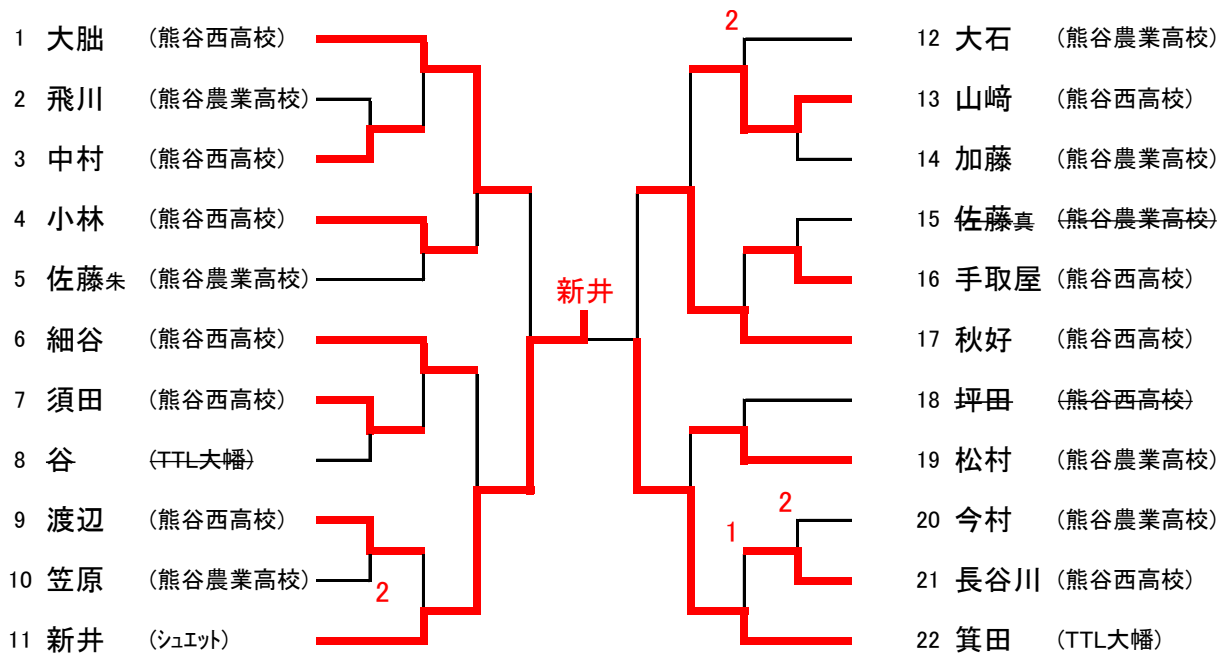 1 大朏 (熊谷西高校)
2 飛川 (熊谷農業高校)
3 中村 (熊谷西高校)
4 小林 (熊谷西高校)
5 佐藤朱 (熊谷農業高校)
6 細谷 (熊谷西高校)
7 須田 (熊谷西高校)
8 谷 (TTL大幡)
9 渡辺 (熊谷西高校)
10 笠原 (熊谷農業高校)
2
11 新井 (シュエット)
新井
2
12 大石 (熊谷農業高校)
13 山﨑 (熊谷西高校)
14 加藤 (熊谷農業高校)
15 佐藤真 (熊谷農業高校)
16 手取屋 (熊谷西高校)
17 秋好 (熊谷西高校)
18 坪田 (熊谷西高校)
19 松村 (熊谷農業高校)
2
20 今村 (熊谷農業高校)
1
21 長谷川 (熊谷西高校)
22 箕田 (TTL大幡)